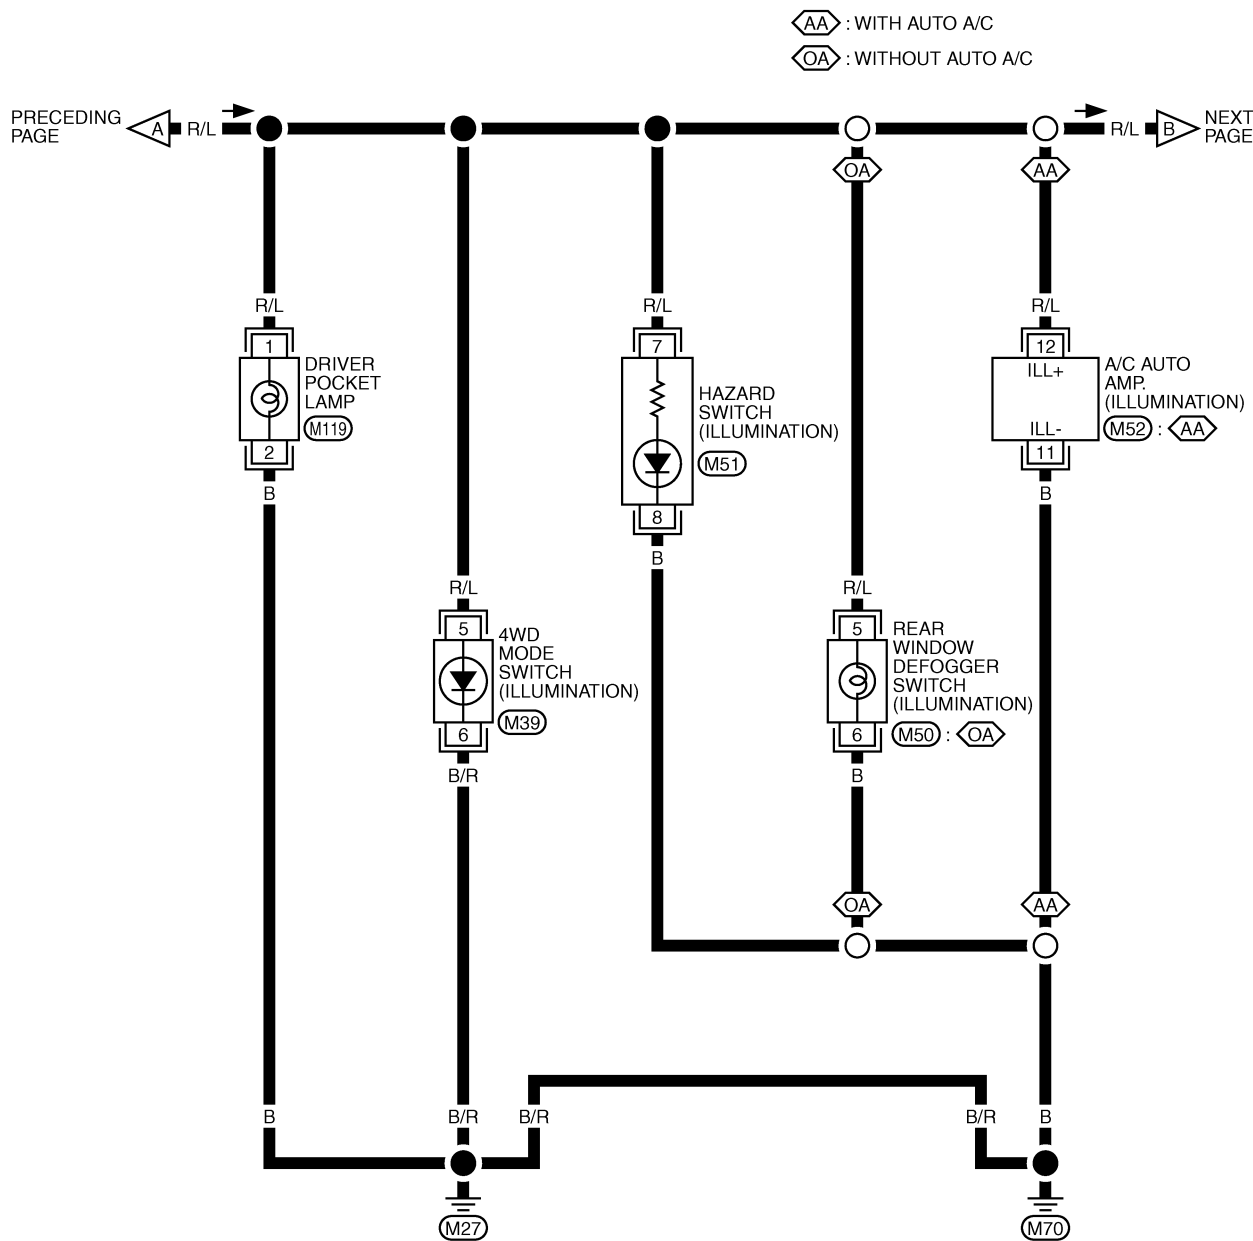 AA : WITH AUTO A/C
OA : WITHOUT AUTO A/C
PRECEDING
PAGE
A
R/L
R/L
B
NEXT
PAGE
OA
AA
R/L
R/L
R/L
1
DRIVER
POCKET
LAMP
M119
2
B
7
HAZARD
SWITCH
(ILLUMINATION)
M51
8
B
12
ILL+
ILL-
11
A/C AUTO
AMP.
(ILLUMINATION)
M52 : AA
B
R/L
5
4WD
MODE
SWITCH
(ILLUMINATION)
M39
6
B/R
R/L
5
REAR
WINDOW
DEFOGGER
SWITCH
(ILLUMINATION)
M50 : OA
6
B
OA
AA
B
B/R
B/R
B/R
B
M27
M70